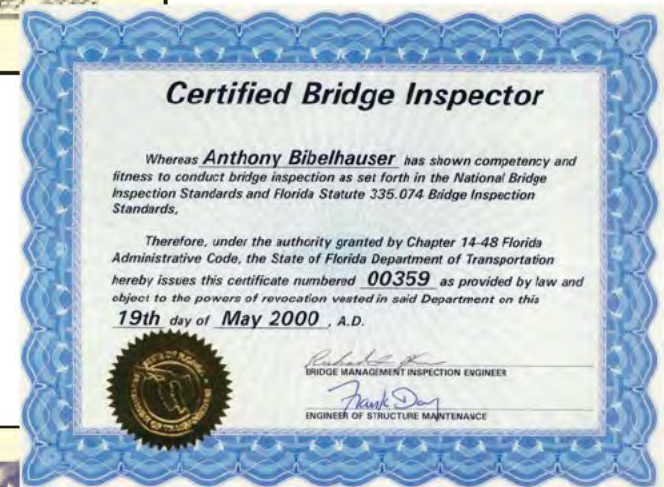 Certified Bridge Inspector
Whereas Anthony Bibelhauser has shown competency and
fitness to conduct bridge inspection as set forth in the National Bridge
Inspection Standards and Florida Statute 335.074 Bridge Inspection
Standards,
Therefore, under the authority granted by Chapter 14-48 Florida
Administrative Code, the State of Florida Department of Transportation
hereby issues this certificate numbered 00359 as provided by law and
object to the powers of revocation vested in said Department on this
19th day of May 2000 , A.D.
BRIDGE MANAGEMENT INSPECTION ENGINEER
Frank Day
ENGINEER OF STRUCTURE MAINTENANCE